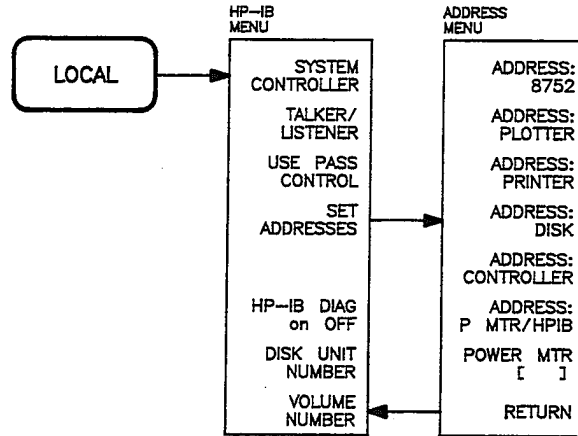 LOCAL
HP-IB
MENU
SYSTEM
CONTROLLER
TALKER/
LISTENER
USE PASS
CONTROL
SET
ADDRESSES
HP-IB DIAG
on OFF
DISK UNIT
NUMBER
VOLUME
NUMBER
ADDRESS
MENU
ADDRESS:
8752
ADDRESS:
PLOTTER
ADDRESS:
PRINTER
ADDRESS:
DISK
ADDRESS:
CONTROLLER
ADDRESS:
P MTR/HPIB
POWER MTR
[ ]
RETURN